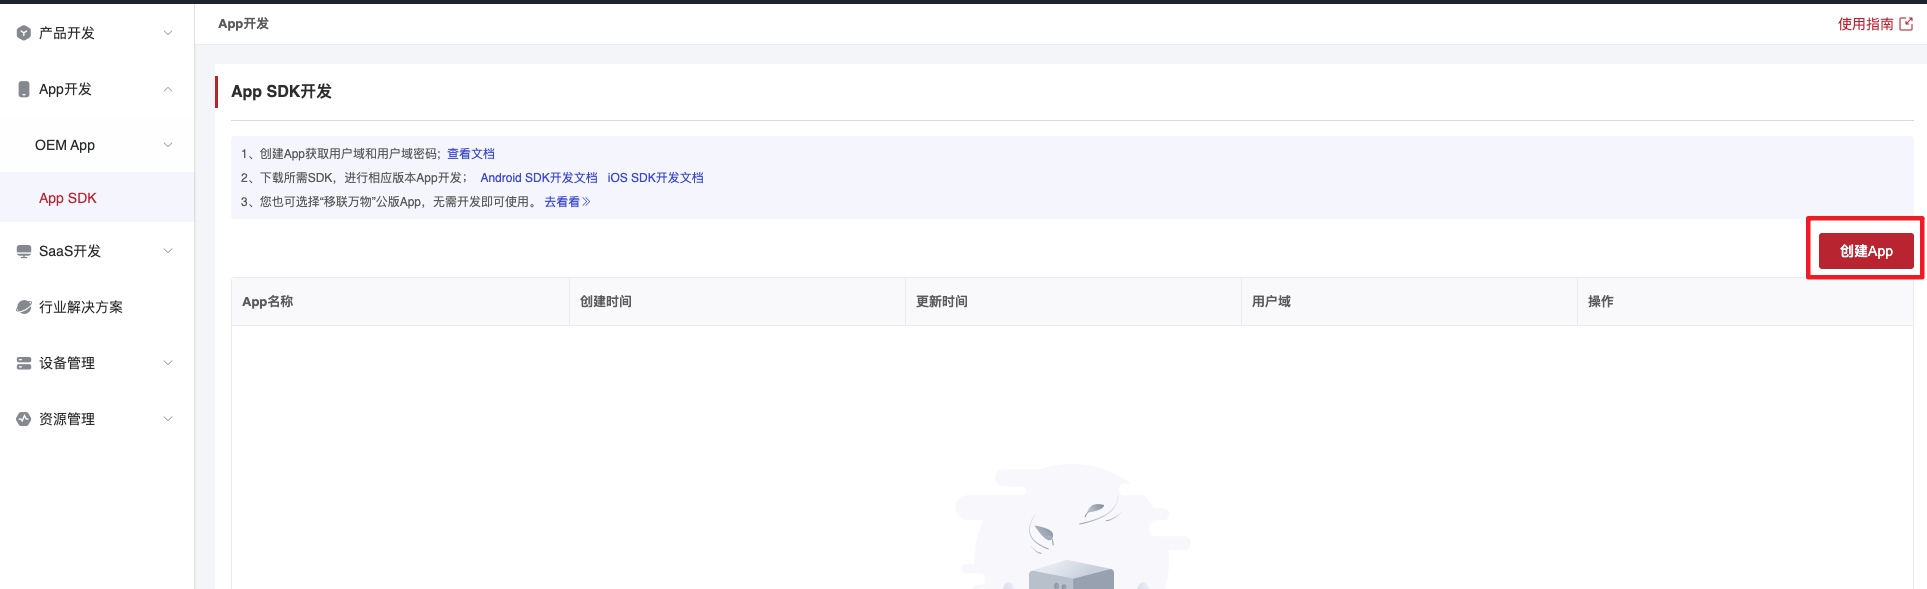 产品开发
App开发
OEM App
App SDK
SaaS开发
行业解决方案
设备管理
资源管理
App开发
使用指南
App SDK开发
1、创建App获取用户域和用户域密码; 查看文档
2、下载所需SDK，进行相应版本App开发； Android SDK开发文档 iOS SDK开发文档
3、您也可选择“移联万物”公版App，无需开发即可使用。 去看看
创建App
App名称 创建时间 更新时间 用户域 操作